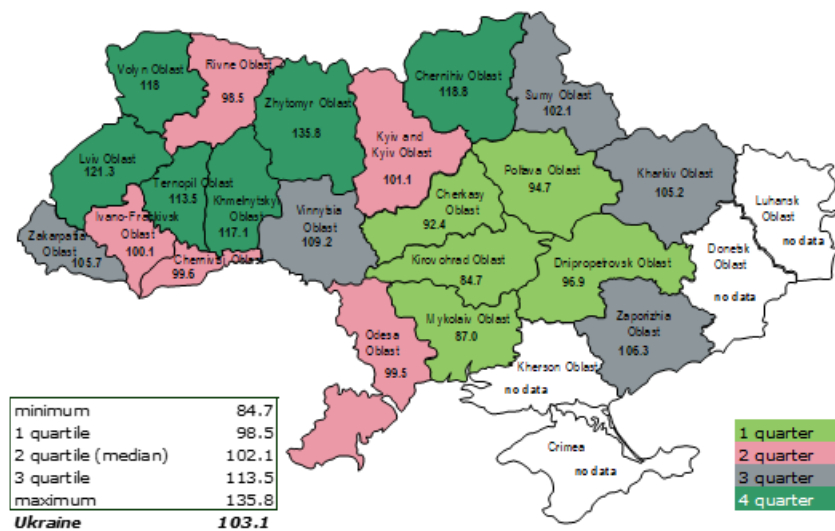 Volyn Oblast
118
Rivne Oblast
98.5
Zhytomyr Oblast
135.8
Kyiv and
Kyiv Oblast
101.1
Chernihiv Oblast
118.8
Sumy Oblast
102.1
Lviv Oblast
121.3
Ternopil Oblast
113.5
Khmelnytskyi
Oblast
117.1
Ivano-Frankivsk
Oblast
100.1
Zakarpattia
Oblast
105.7
Chernivtsi Oblast
99.6
Vinnytsia
Oblast
109.2
Cherkasy
Oblast
92.4
Poltava Oblast
94.7
Kharkiv Oblast
105.2
Luhansk
Oblast
no data
Donetsk
Oblast
no data
Kirovohrad Oblast
84.7
Dnipropetrovsk Oblast
96.9
Zaporizhia
Oblast
106.3
Mykolaiv Oblast
87.0
Odesa
Oblast
99.5
Kherson Oblast
no data
Crimea
no data
minimum 84.7
1 quartile 98.5
2 quartile (median) 102.1
3 quartile 113.5
maximum 135.8
Ukraine 103.1
1 quarter
2 quarter
3 quarter
4 quarter